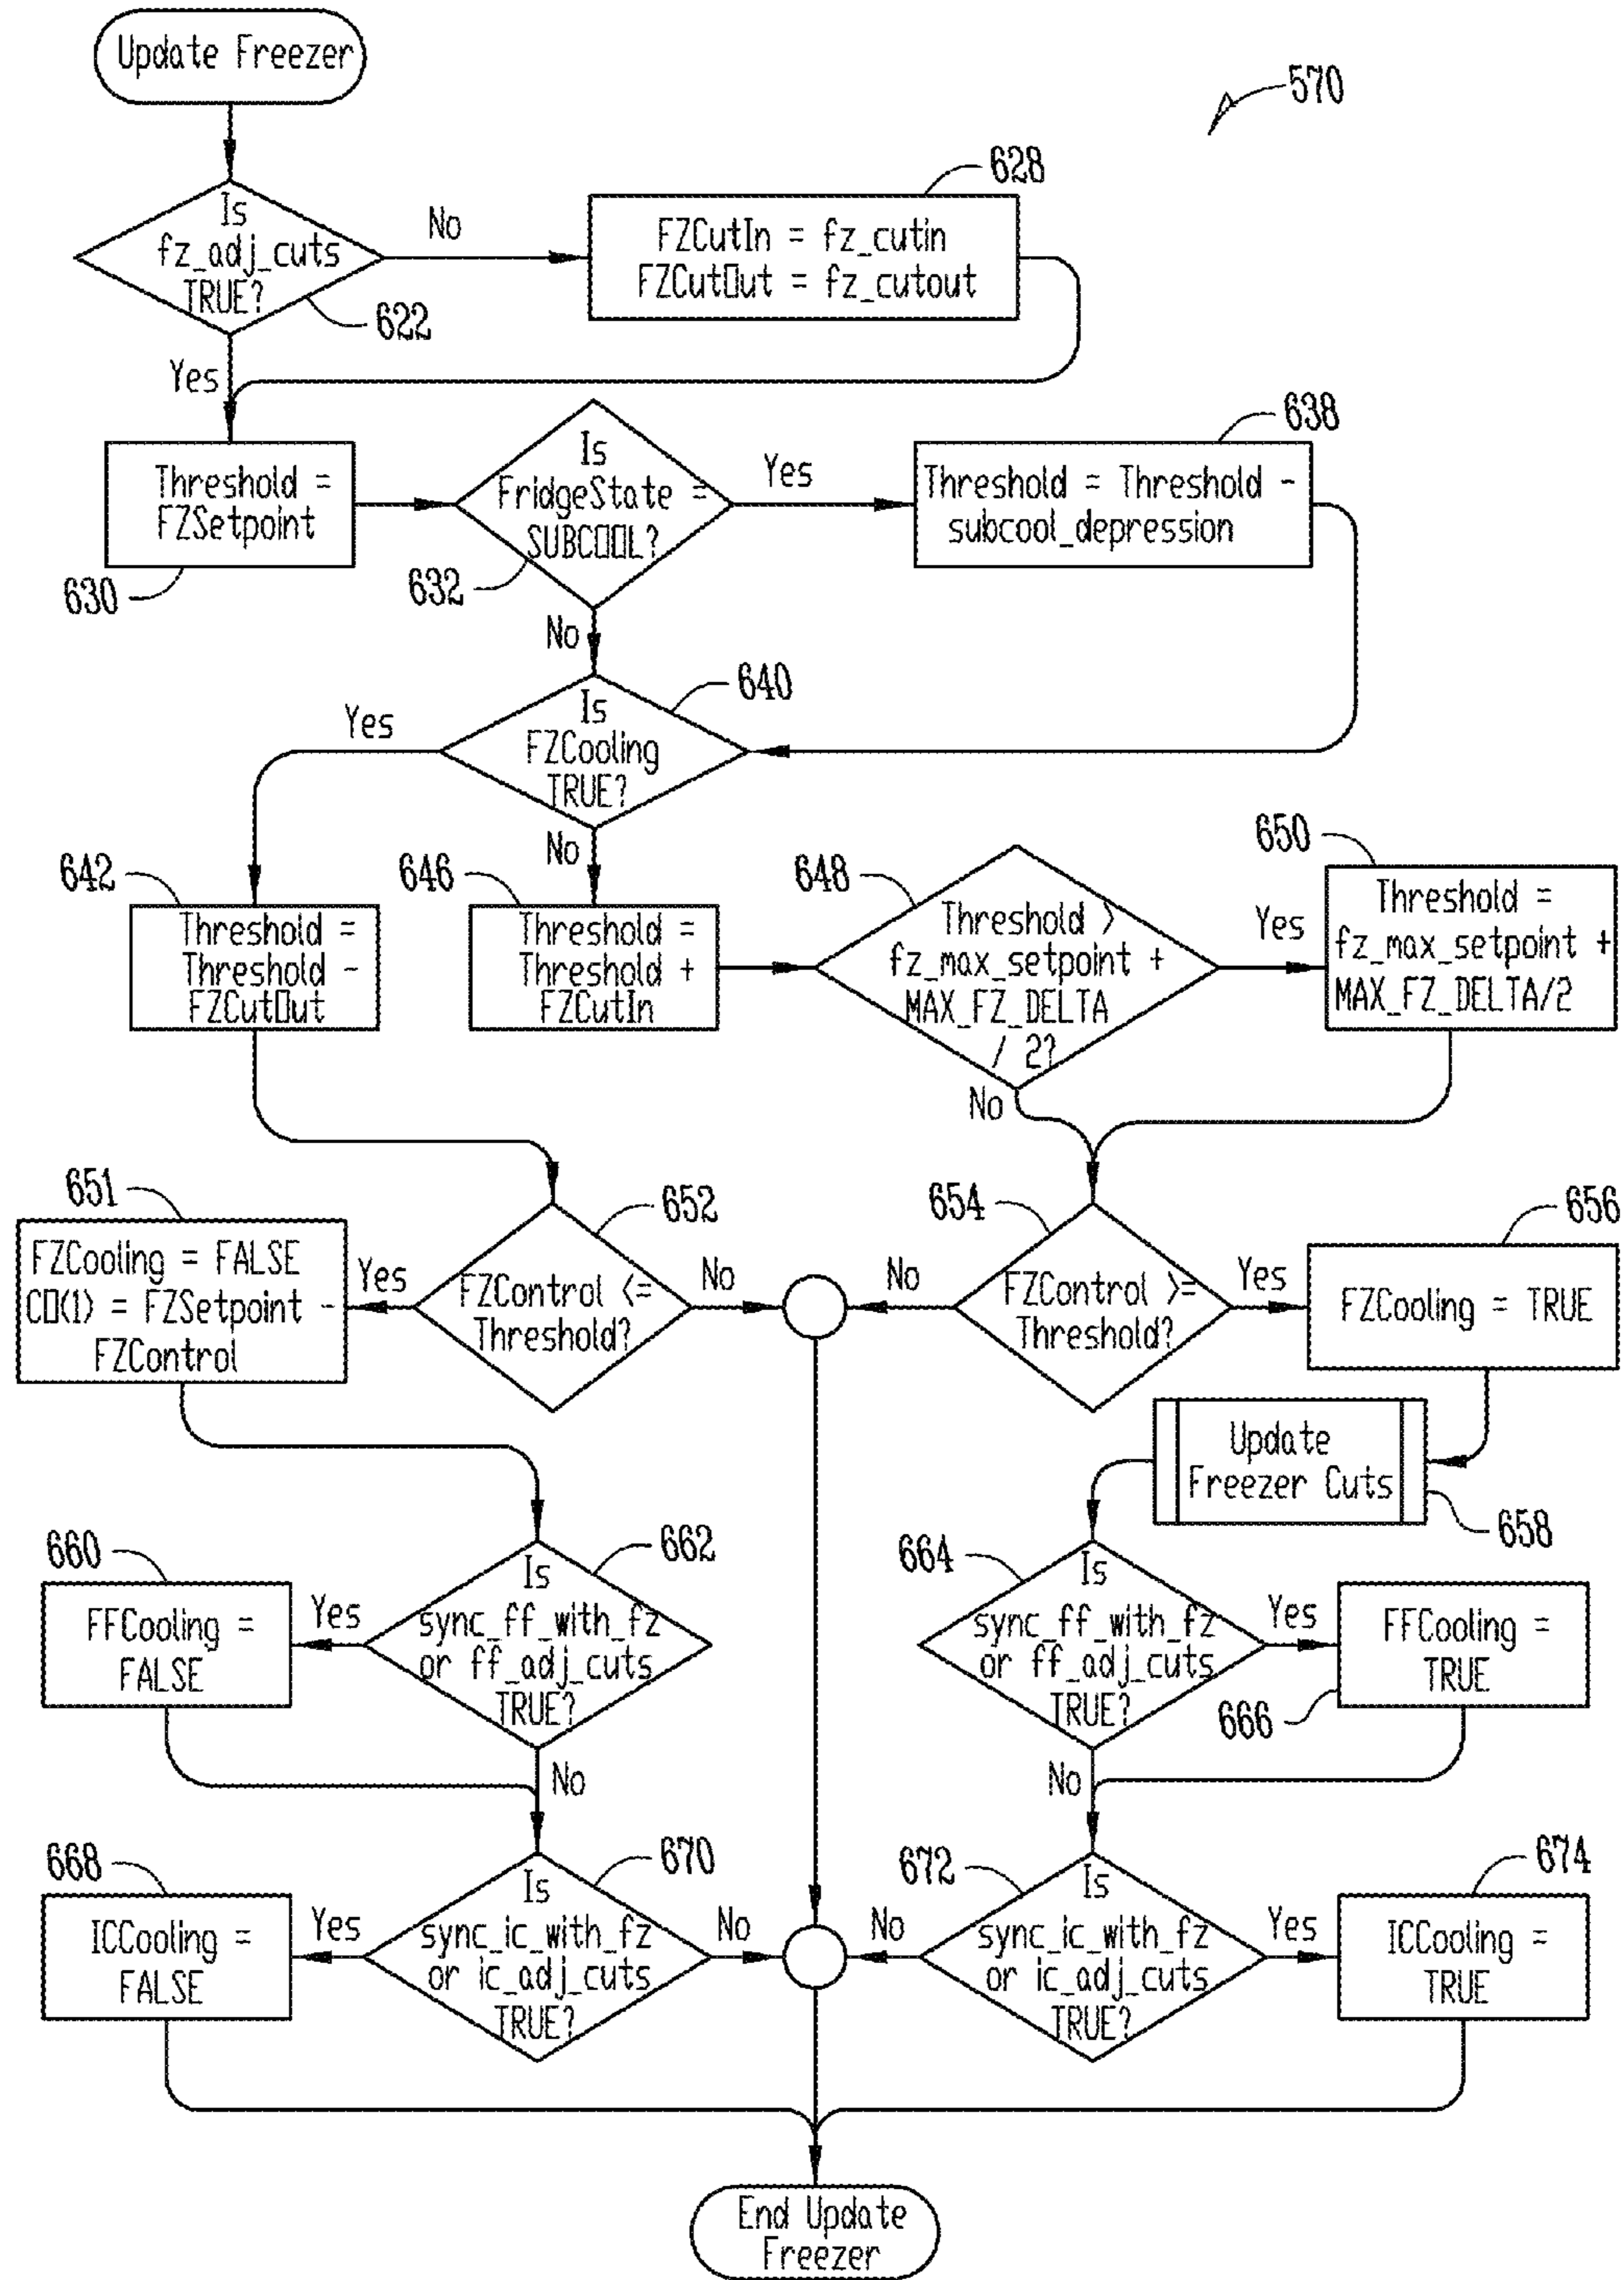 Update Freezer
570
Is
fz_adj_cuts
TRUE?
622
No
Yes
628
FZCutIn = fz_cutin
FZCutOut = fz_cutout
Threshold =
FZSetpoint
630
Is
FridgeState =
SUBCOOL?
632
Yes
No
638
Threshold = Threshold -
subcool_depression
640
Is
FZCooling
TRUE?
Yes
No
642
Threshold =
Threshold -
FZCutOut
646
Threshold =
Threshold +
FZCutIn
648
Threshold >
fz_max_setpoint +
MAX_FZ_DELTA
/ 2?
Yes
No
650
Threshold =
fz_max_setpoint +
MAX_FZ_DELTA/2
651
FZCooling = FALSE
CO(1) = FZSetpoint -
FZControl
Yes
652
FZControl <=
Threshold?
No
No
654
FZControl >=
Threshold?
Yes
656
FZCooling = TRUE
Update
Freezer Cuts
658
660
FFCooling =
FALSE
Yes
662
Is
sync_ff_with_fz
or ff_adj_cuts
TRUE?
No
664
Is
sync_ff_with_fz
or ff_adj_cuts
TRUE?
Yes
No
FFCooling =
TRUE
666
668
ICCooling =
FALSE
Yes
670
Is
sync_ic_with_fz
or ic_adj_cuts
TRUE?
No
No
672
Is
sync_ic_with_fz
or ic_adj_cuts
TRUE?
Yes
674
ICCooling =
TRUE
End Update
Freezer